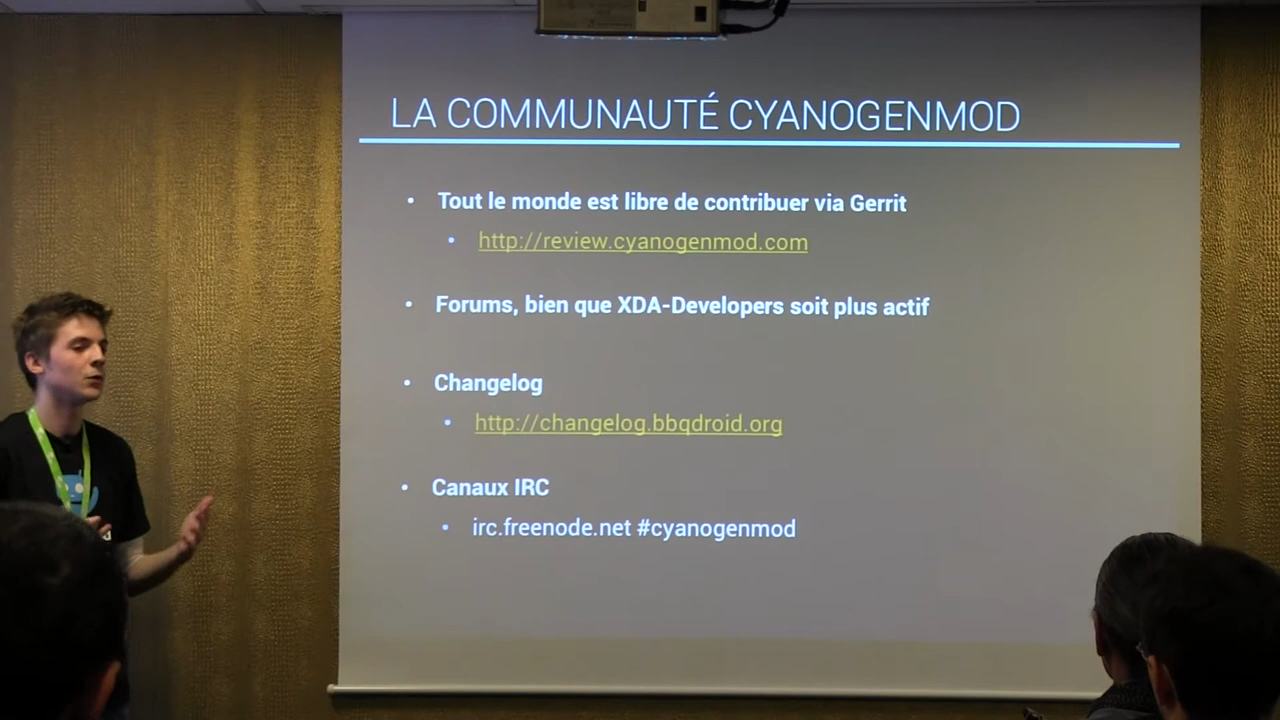 LA COMMUNAUTÉ CYANOGENMOD
• Tout le monde est libre de contribuer via Gerrit
• http://review.cyanogenmod.com
• Forums, bien que XDA-Developers soit plus actif
• Changelog
• http://changelog.bbqdroid.org
• Canaux IRC
• irc.freenode.net #cyanogenmod